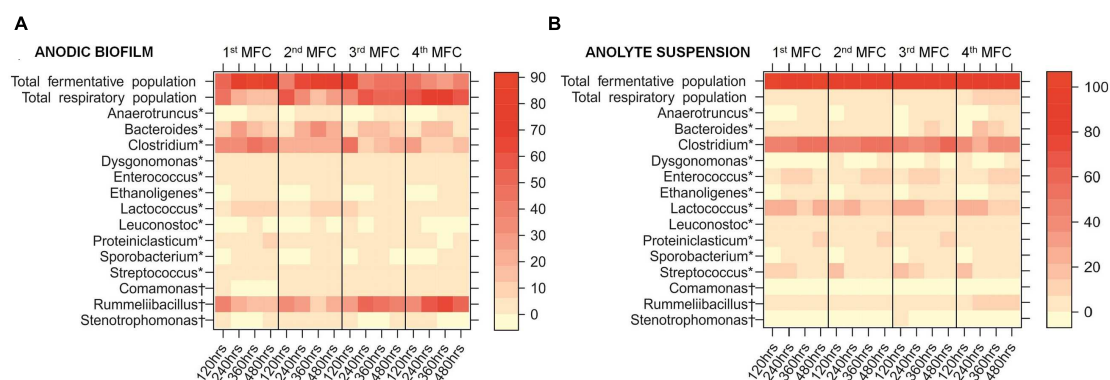 A
ANODIC BIOFILM
1st MFC 2nd MFC 3rd MFC 4th MFC
Total fermentative population
Total respiratory population
Anaerotruncus*
Bacteroides*
Clostridium*
Dysgonomonas*
Enterococcus*
Ethanoligenes*
Lactococcus*
Leuconostoc*
Proteiniclasticum*
Sporobacterium*
Streptococcus*
Comamonas†
Rummeliibacillus†
Stenotrophomonas†
120hrs 240hrs 360hrs 480hrs 120hrs 240hrs 360hrs 480hrs 120hrs 240hrs 360hrs 480hrs 120hrs 240hrs 360hrs 480hrs
90
80
70
60
50
40
30
20
10
0
B
ANOLYTE SUSPENSION
1st MFC 2nd MFC 3rd MFC 4th MFC
Total fermentative population
Total respiratory population
Anaerotruncus*
Bacteroides*
Clostridium*
Dysgonomonas*
Enterococcus*
Ethanoligenes*
Lactococcus*
Leuconostoc*
Proteiniclasticum*
Sporobacterium*
Streptococcus*
Comamonas†
Rummeliibacillus†
Stenotrophomonas†
120hrs 240hrs 360hrs 480hrs 120hrs 240hrs 360hrs 480hrs 120hrs 240hrs 360hrs 480hrs 120hrs 240hrs 360hrs 480hrs
100
80
60
40
20
0